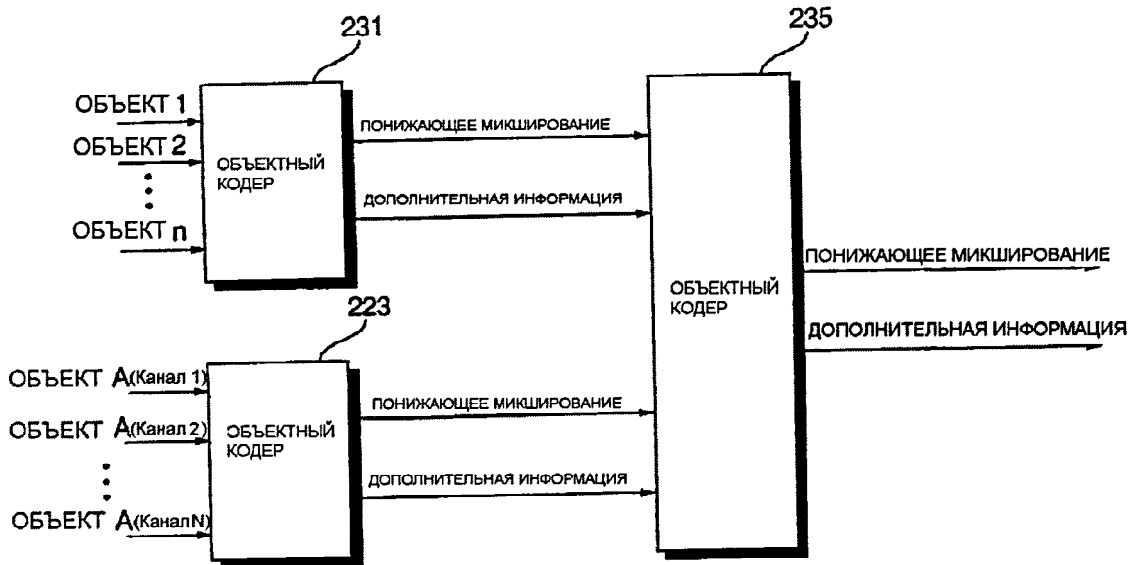 231
235
ОБЪЕКТ 1
ОБЪЕКТ 2
ОБЪЕКТ n
ОБЪЕКТНЫЙ
КОДЕР
ПОНИЖАЮЩЕЕ МИКШИРОВАНИЕ
ДОПОЛНИТЕЛЬНАЯ ИНФОРМАЦИЯ
223
ОБЪЕКТ A(Канал 1)
ОБЪЕКТ A(Канал 2)
ОБЪЕКТ A(Канал N)
ОБЪЕКТНЫЙ
КОДЕР
ПОНИЖАЮЩЕЕ МИКШИРОВАНИЕ
ДОПОЛНИТЕЛЬНАЯ ИНФОРМАЦИЯ
ОБЪЕКТНЫЙ
КОДЕР
ПОНИЖАЮЩЕЕ МИКШИРОВАНИЕ
ДОПОЛНИТЕЛЬНАЯ ИНФОРМАЦИЯ